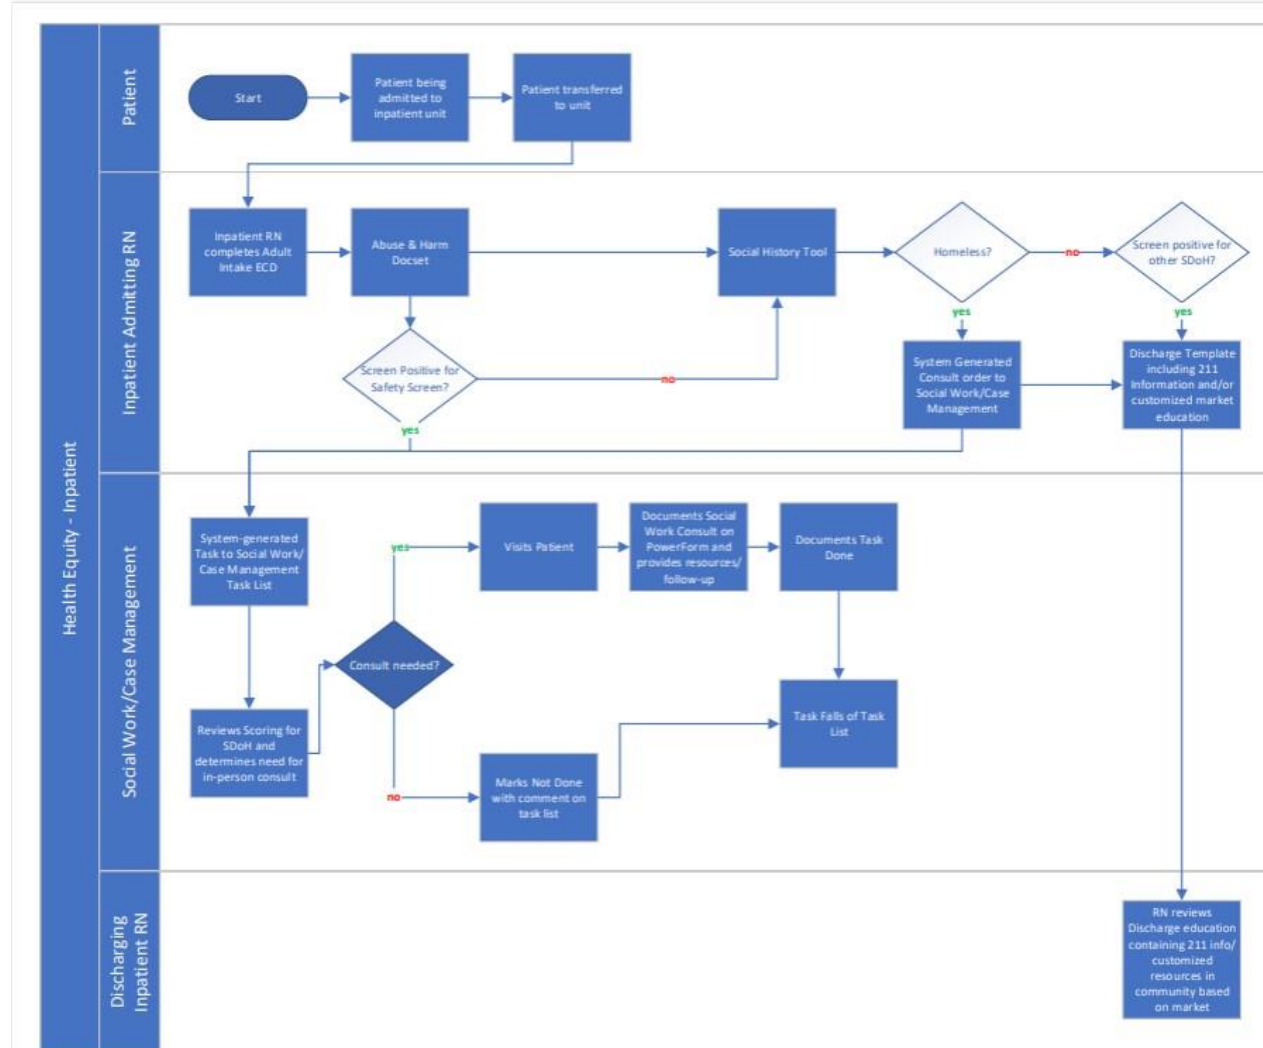 Health Equity - Inpatient
Patient
Start
Patient being
admitted to
inpatient unit
Patient transferred
to unit
Inpatient Admitting RN
Inpatient RN
completes Adult
Intake ECD
Abuse & Harm
Docset
Social History Tool
Homeless?
no
Screen positive for
other SDoH?
yes
yes
Screen Positive for
Safety Screen?
no
yes
System Generated
Consult order to
Social Work/Case
Management
Discharge Template
including 211
Information and/or
customized market
education
Social Work/Case Management
System-generated
Task to Social Work/
Case Management
Task List
Reviews Scoring for
SDoH and
determines need for
in-person consult
Consult needed?
yes
Visits Patient
Documents Social
Work Consult on
PowerForm and
provides resources/
follow-up
Documents Task
Done
no
Marks Not Done
with comment on
task list
Task Falls of Task
List
Discharging
Inpatient RN
RN reviews
Discharge education
containing 211 info/
customized
resources in
community based
on market